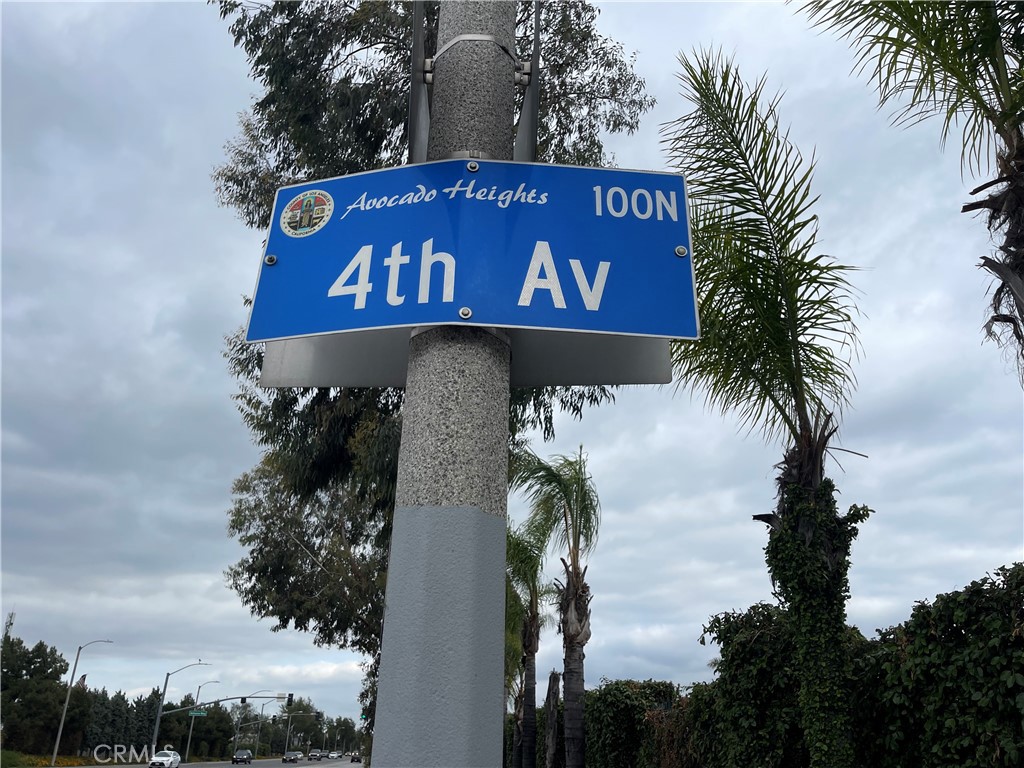 Avocado Heights 100N
4th Av
CRMLS